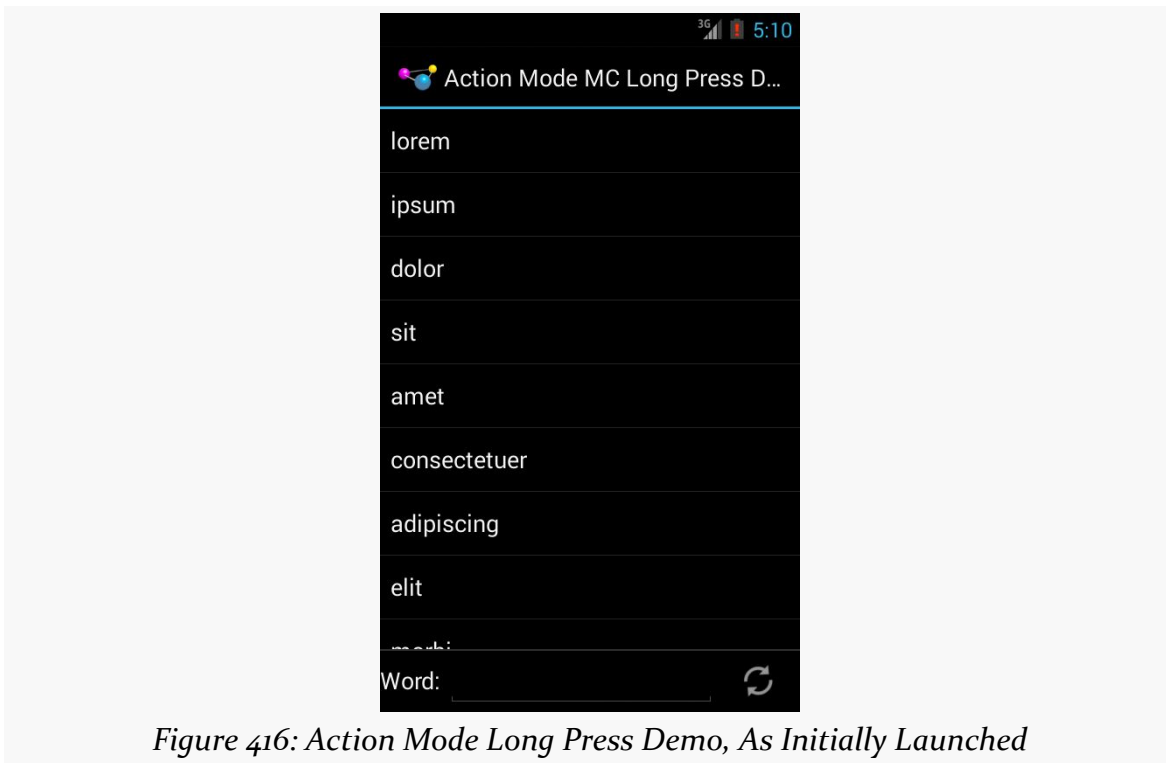 3G 5:10
Action Mode MC Long Press D...
lorem
ipsum
dolor
sit
amet
consectetuer
adipiscing
elit
morbi
Word:
Figure 416: Action Mode Long Press Demo, As Initially Launched